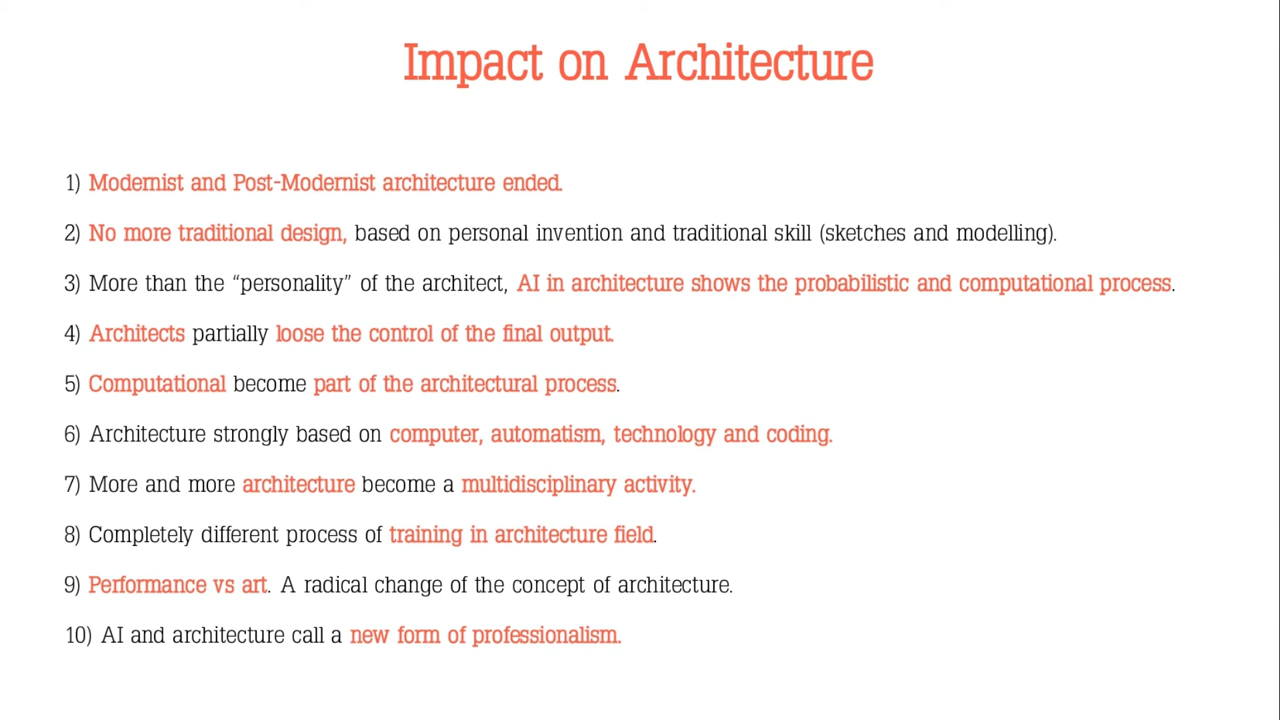 Impact on Architecture
1) Modernist and Post-Modernist architecture ended.
2) No more traditional design, based on personal invention and traditional skill (sketches and modelling).
3) More than the “personality” of the architect, AI in architecture shows the probabilistic and computational process.
4) Architects partially loose the control of the final output.
5) Computational become part of the architectural process.
6) Architecture strongly based on computer, automatism, technology and coding.
7) More and more architecture become a multidisciplinary activity.
8) Completely different process of training in architecture field.
9) Performance vs art. A radical change of the concept of architecture.
10) AI and architecture call a new form of professionalism.